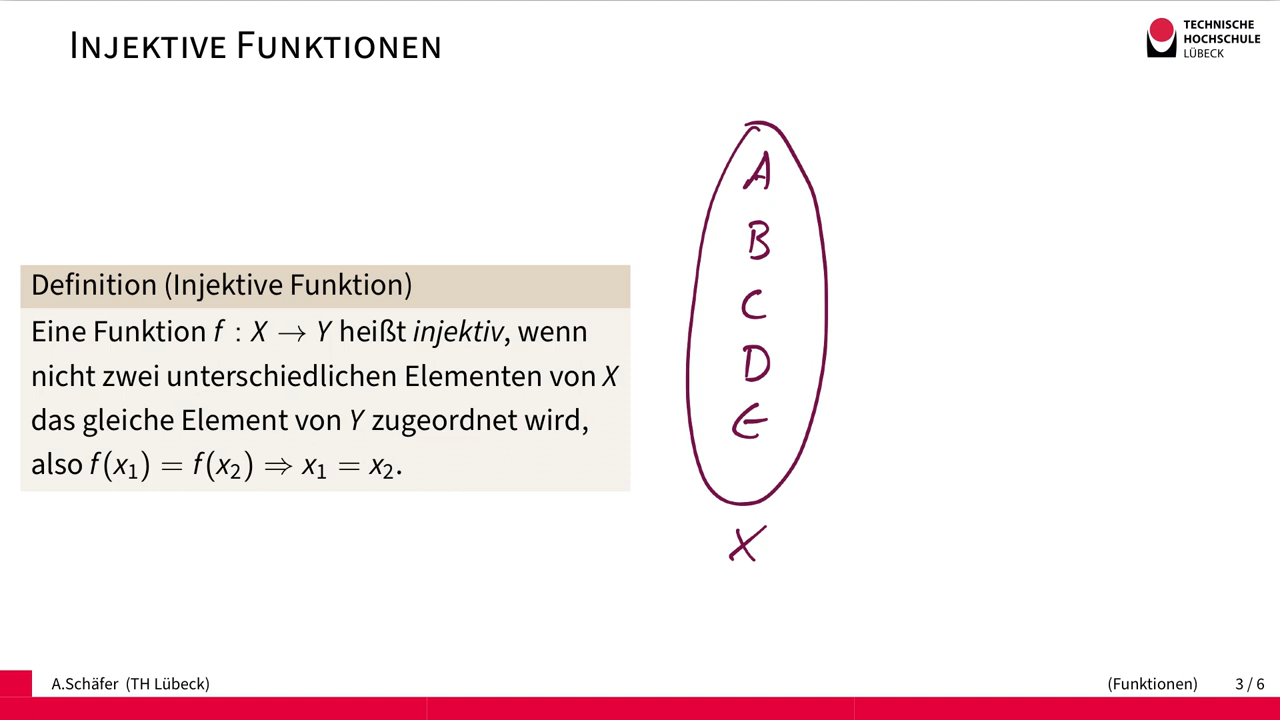 Injektive Funktionen
TECHNISCHE
HOCHSCHULE
LÜBECK
Definition (Injektive Funktion)
Eine Funktion f : X → Y heißt injektiv, wenn
nicht zwei unterschiedlichen Elementen von X
das gleiche Element von Y zugeordnet wird,
also f(x₁) = f(x₂) ⇒ x₁ = x₂.
A
B
C
D
E
X
A.Schäfer (TH Lübeck)
(Funktionen) 3 / 6